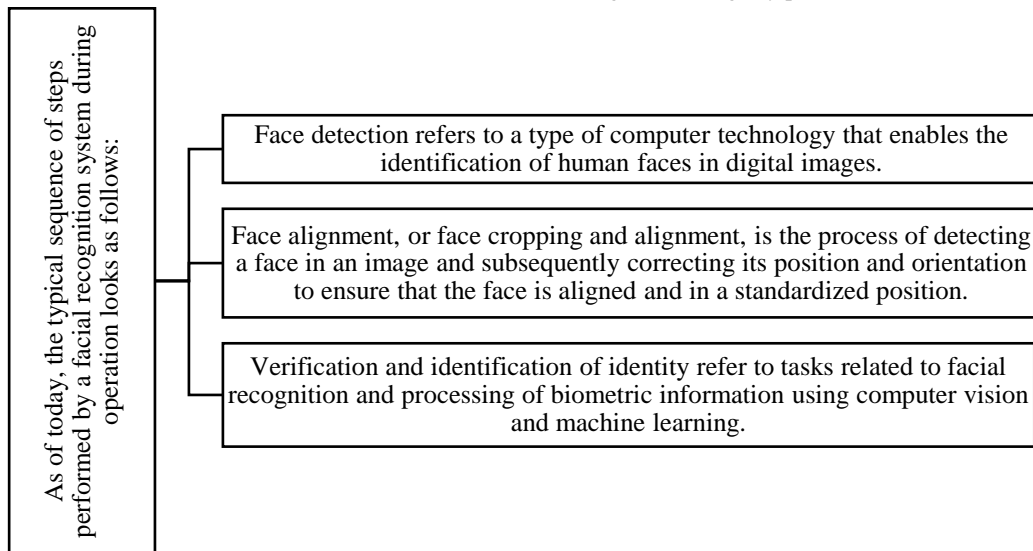 As of today, the typical sequence of steps
performed by a facial recognition system during
operation looks as follows:
Face detection refers to a type of computer technology that enables the
identification of human faces in digital images.
Face alignment, or face cropping and alignment, is the process of detecting
a face in an image and subsequently correcting its position and orientation
to ensure that the face is aligned and in a standardized position.
Verification and identification of identity refer to tasks related to facial
recognition and processing of biometric information using computer vision
and machine learning.